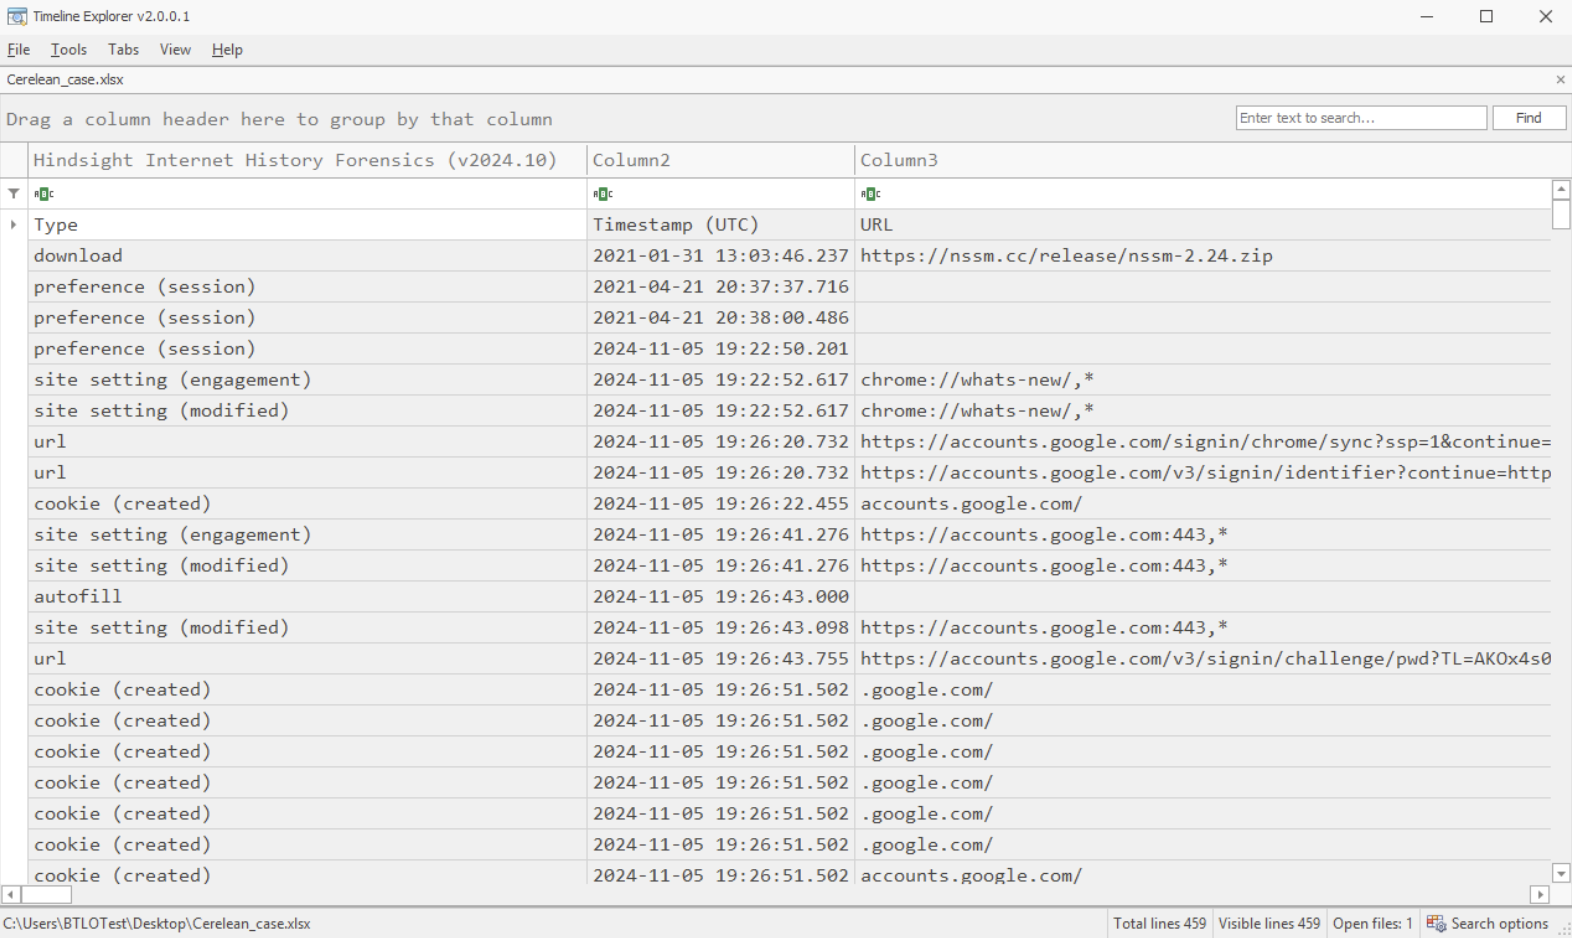 Timeline Explorer v2.0.0.1
File Tools Tabs View Help
Cerelean_case.xlsx
Drag a column header here to group by that column
Enter text to search...
Find
Hindsight Internet History Forensics (v2024.10) Column2 Column3
ABC ABC ABC
Type Timestamp (UTC) URL
download 2021-01-31 13:03:46.237 https://nssm.cc/release/nssm-2.24.zip
preference (session) 2021-04-21 20:37:37.716
preference (session) 2021-04-21 20:38:00.486
preference (session) 2024-11-05 19:22:50.201
site setting (engagement) 2024-11-05 19:22:52.617 chrome://whats-new/,*
site setting (modified) 2024-11-05 19:22:52.617 chrome://whats-new/,*
url 2024-11-05 19:26:20.732 https://accounts.google.com/signin/chrome/sync?ssp=1&continue=
url 2024-11-05 19:26:20.732 https://accounts.google.com/v3/signin/identifier?continue=http
cookie (created) 2024-11-05 19:26:22.455 accounts.google.com/
site setting (engagement) 2024-11-05 19:26:41.276 https://accounts.google.com:443,*
site setting (modified) 2024-11-05 19:26:41.276 https://accounts.google.com:443,*
autofill 2024-11-05 19:26:43.000
site setting (modified) 2024-11-05 19:26:43.098 https://accounts.google.com:443,*
url 2024-11-05 19:26:43.755 https://accounts.google.com/v3/signin/challenge/pwd?TL=AKOx4s0
cookie (created) 2024-11-05 19:26:51.502 .google.com/
cookie (created) 2024-11-05 19:26:51.502 .google.com/
cookie (created) 2024-11-05 19:26:51.502 .google.com/
cookie (created) 2024-11-05 19:26:51.502 .google.com/
cookie (created) 2024-11-05 19:26:51.502 .google.com/
cookie (created) 2024-11-05 19:26:51.502 .google.com/
cookie (created) 2024-11-05 19:26:51.502 accounts.google.com/
C:\Users\BTLOTest\Desktop\Cerelean_case.xlsx Total lines 459 Visible lines 459 Open files: 1 Search options